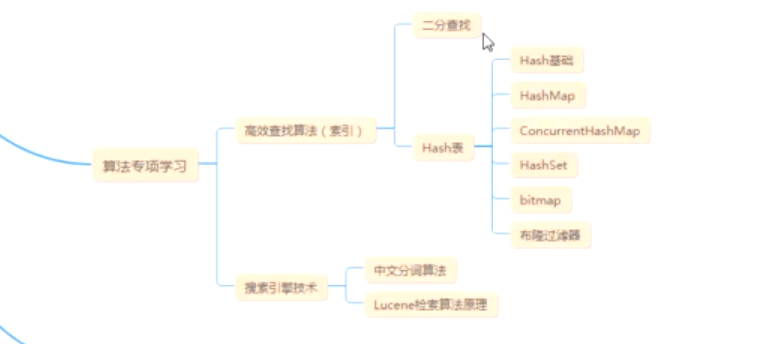 二分查找
Hash基础
HashMap
高效查找算法（索引）
ConcurrentHashMap
Hash表
算法专项学习
HashSet
bitmap
布隆过滤器
中文分词算法
搜索引擎技术
Lucene检索算法原理